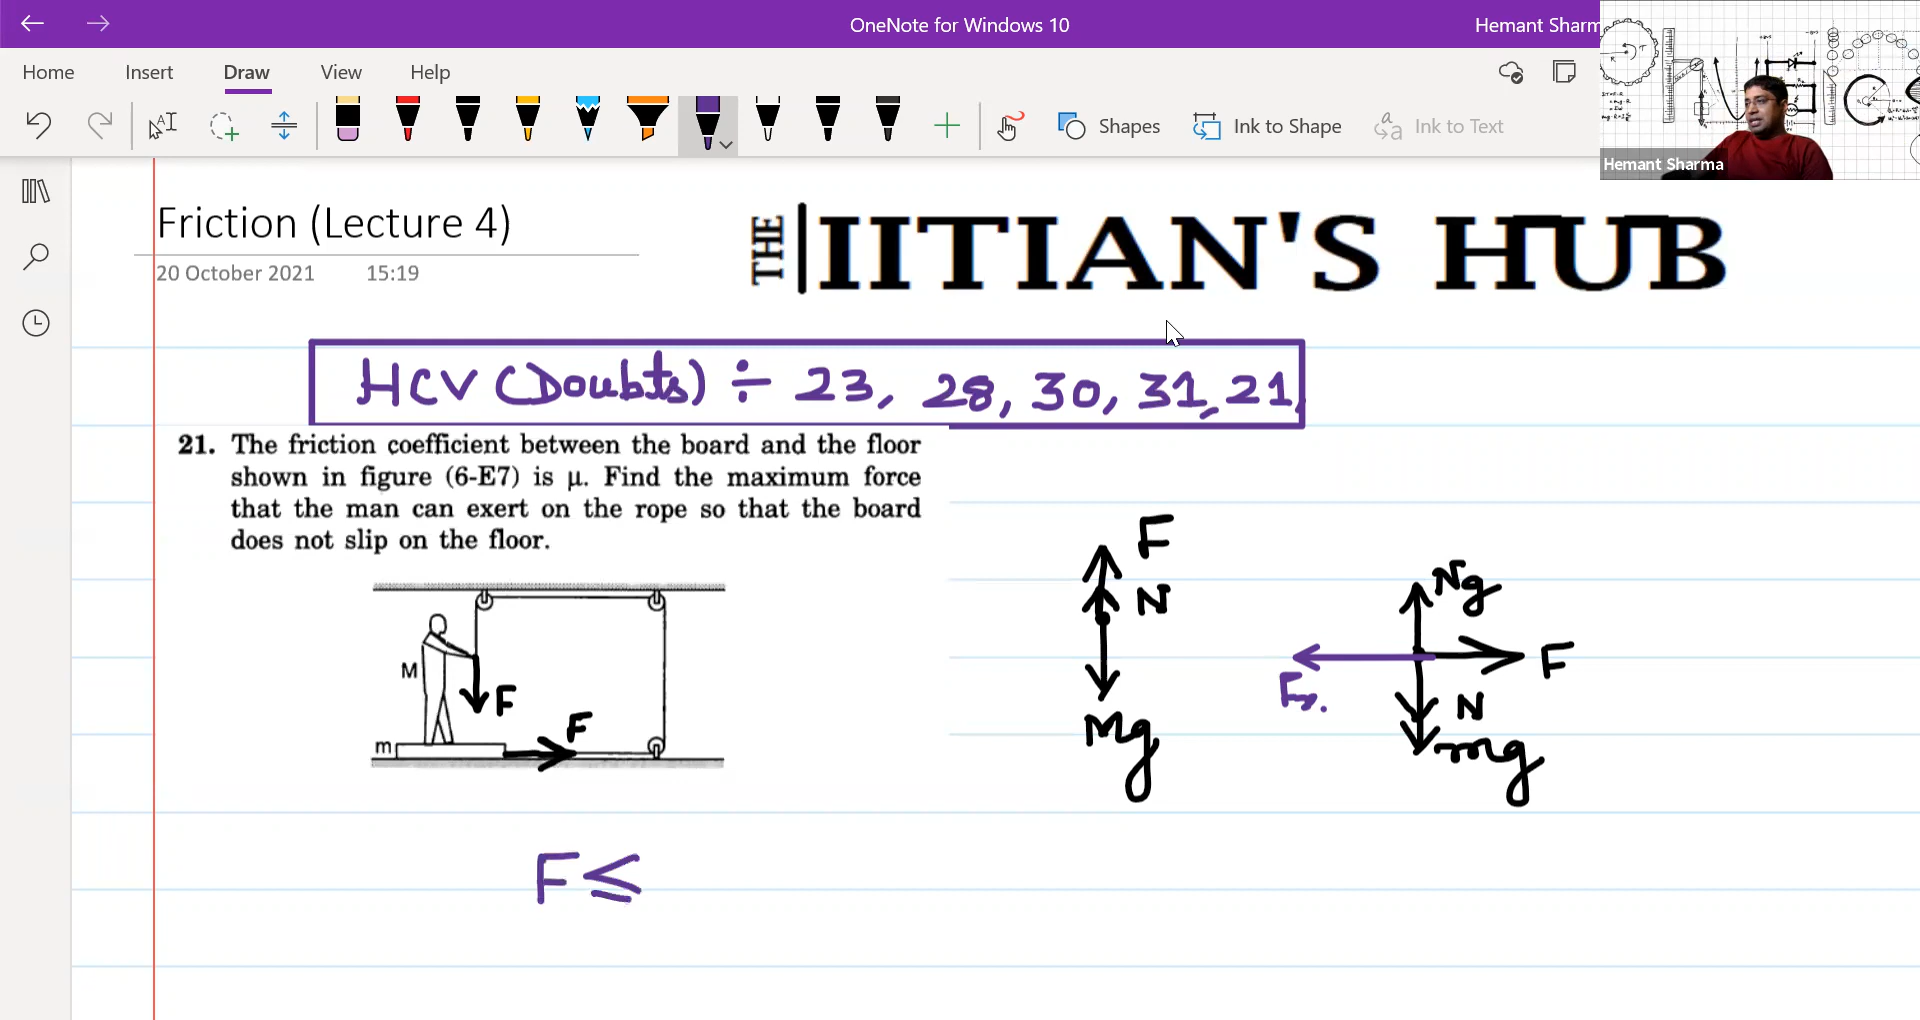 OneNote for Windows 10
Hemant Sharm
Home Insert Draw View Help
Shapes Ink to Shape Ink to Text
Hemant Sharma
Friction (Lecture 4)
20 October 2021 15:19
THE IITIAN'S HUB
HCV (Doubts) ÷ 23, 28, 30, 31, 21,
21. The friction coefficient between the board and the floor
shown in figure (6-E7) is μ. Find the maximum force
that the man can exert on the rope so that the board
does not slip on the floor.
M
F
F
m
F
N
Mg
Ng
F
N
mg
F ≤